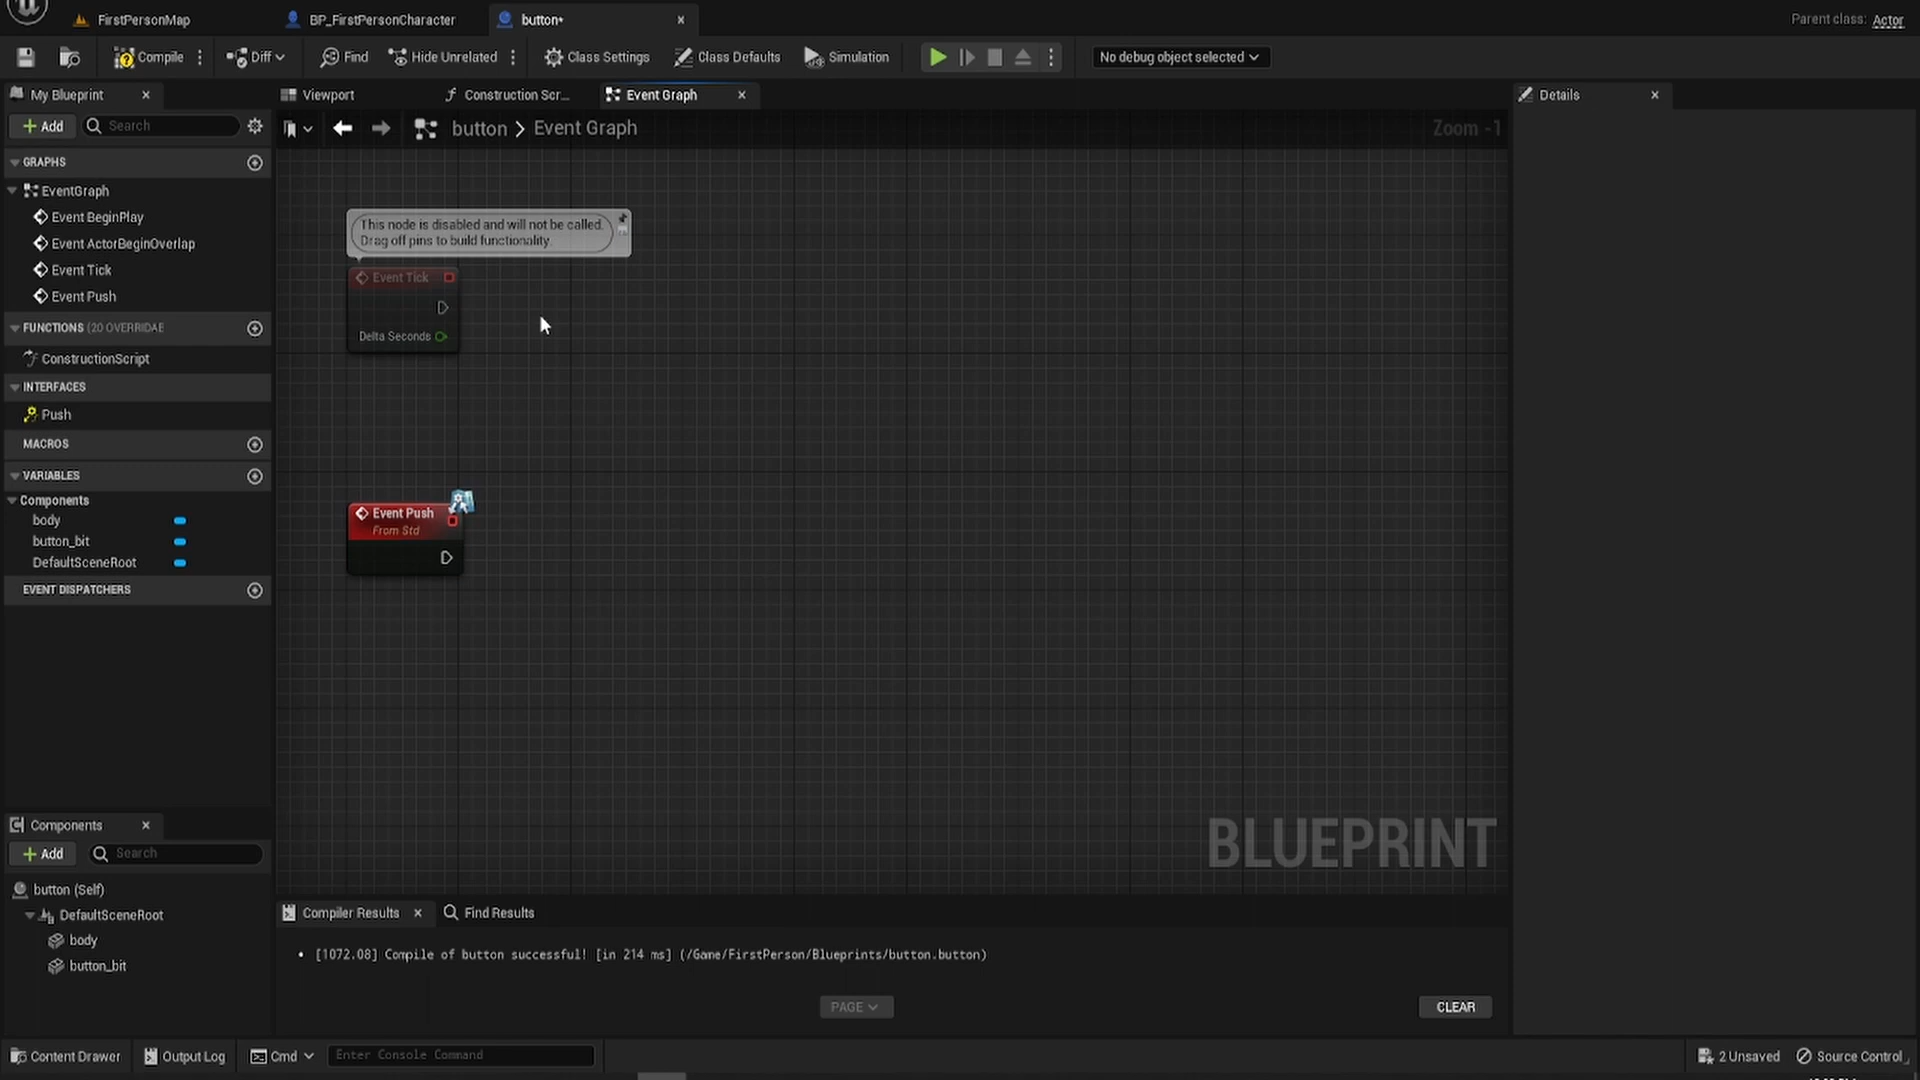 FirstPersonMap
BP_FirstPersonCharacter
button*
Parent class: Actor
Compile
Diff
Find
Hide Unrelated
Class Settings
Class Defaults
Simulation
No debug object selected
My Blueprint
Viewport
Construction Scr...
Event Graph
Details
Add
Search
button > Event Graph
Zoom -1
GRAPHS
EventGraph
Event BeginPlay
Event ActorBeginOverlap
Event Tick
Event Push
FUNCTIONS (20 OVERRIDAE
ConstructionScript
INTERFACES
Push
MACROS
VARIABLES
Components
body
button_bit
DefaultSceneRoot
EVENT DISPATCHERS
This node is disabled and will not be called.
Drag off pins to build functionality.
Event Tick
Delta Seconds
Event Push
From Std
BLUEPRINT
Components
Add
Search
button (Self)
DefaultSceneRoot
body
button_bit
Compiler Results
Find Results
• [1072.08] Compile of button successful! [in 214 ms] (/Game/FirstPerson/Blueprints/button.button)
PAGE
CLEAR
Content Drawer
Output Log
Cmd
Enter Console Command
2 Unsaved
Source Control